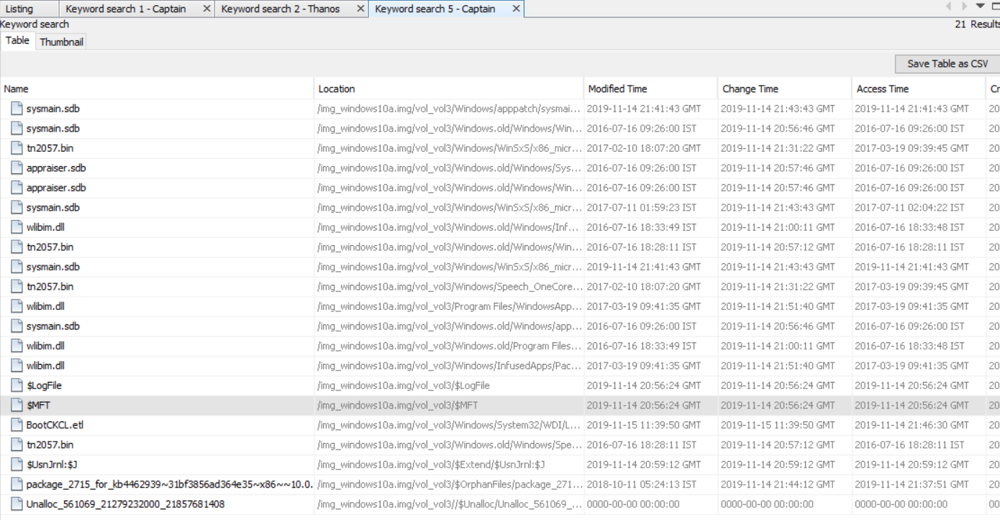 Listing Keyword search 1 - Captain Keyword search 2 - Thanos Keyword search 5 - Captain
Keyword search 21 Results
Table Thumbnail
Save Table as CSV
Name Location Modified Time Change Time Access Time Cr
sysmain.sdb /img_windows10a.img/vol_vol3/Windows/apppatch/sysmai... 2019-11-14 21:41:43 GMT 2019-11-14 21:43:43 GMT 2019-11-14 21:41:43 GMT 20
sysmain.sdb /img_windows10a.img/vol_vol3/Windows.old/Windows/Win... 2016-07-16 09:26:00 IST 2019-11-14 20:56:46 GMT 2016-07-16 09:26:00 IST 20
tn2057.bin /img_windows10a.img/vol_vol3/Windows/WinSxS/x86_micr... 2017-02-10 18:07:20 GMT 2019-11-14 21:31:22 GMT 2017-03-19 09:39:45 GMT 20
appraiser.sdb /img_windows10a.img/vol_vol3/Windows.old/Windows/Sys... 2016-07-16 09:26:00 IST 2019-11-14 20:57:46 GMT 2016-07-16 09:26:00 IST 20
appraiser.sdb /img_windows10a.img/vol_vol3/Windows.old/Windows/Win... 2016-07-16 09:26:00 IST 2019-11-14 20:57:46 GMT 2016-07-16 09:26:00 IST 20
sysmain.sdb /img_windows10a.img/vol_vol3/Windows/WinSxS/x86_micr... 2017-07-11 01:59:23 IST 2019-11-14 21:43:43 GMT 2017-07-11 02:04:22 IST 20
wlibim.dll /img_windows10a.img/vol_vol3/Windows.old/Windows/Inf... 2016-07-16 18:33:49 IST 2019-11-14 21:00:11 GMT 2016-07-16 18:33:48 IST 20
tn2057.bin /img_windows10a.img/vol_vol3/Windows.old/Windows/Win... 2016-07-16 18:28:11 IST 2019-11-14 20:57:12 GMT 2016-07-16 18:28:11 IST 20
sysmain.sdb /img_windows10a.img/vol_vol3/Windows/WinSxS/x86_micr... 2019-11-14 21:41:43 GMT 2019-11-14 21:43:43 GMT 2019-11-14 21:41:43 GMT 20
tn2057.bin /img_windows10a.img/vol_vol3/Windows/Speech_OneCore... 2017-02-10 18:07:20 GMT 2019-11-14 21:31:22 GMT 2017-03-19 09:39:45 GMT 20
wlibim.dll /img_windows10a.img/vol_vol3/Program Files/WindowsApp... 2017-03-19 09:41:35 GMT 2019-11-14 21:51:40 GMT 2017-03-19 09:41:35 GMT 20
sysmain.sdb /img_windows10a.img/vol_vol3/Windows.old/Windows/app... 2016-07-16 09:26:00 IST 2019-11-14 20:56:46 GMT 2016-07-16 09:26:00 IST 20
wlibim.dll /img_windows10a.img/vol_vol3/Windows.old/Program Files... 2016-07-16 18:33:49 IST 2019-11-14 21:00:11 GMT 2016-07-16 18:33:48 IST 20
wlibim.dll /img_windows10a.img/vol_vol3/Windows/InfusedApps/Pac... 2017-03-19 09:41:35 GMT 2019-11-14 21:51:40 GMT 2017-03-19 09:41:35 GMT 20
$LogFile /img_windows10a.img/vol_vol3/$LogFile 2019-11-14 20:56:24 GMT 2019-11-14 20:56:24 GMT 2019-11-14 20:56:24 GMT 20
$MFT /img_windows10a.img/vol_vol3/$MFT 2019-11-14 20:56:24 GMT 2019-11-14 20:56:24 GMT 2019-11-14 20:56:24 GMT 20
BootCKCL.etl /img_windows10a.img/vol_vol3/Windows/System32/WDI/L... 2019-11-15 11:39:50 GMT 2019-11-15 11:39:50 GMT 2019-11-14 21:46:30 GMT 20
tn2057.bin /img_windows10a.img/vol_vol3/Windows.old/Windows/Spe... 2016-07-16 18:28:11 IST 2019-11-14 20:57:12 GMT 2016-07-16 18:28:11 IST 20
$UsnJrnl:$J /img_windows10a.img/vol_vol3/$Extend/$UsnJrnl:$J 2019-11-14 20:59:12 GMT 2019-11-14 20:59:12 GMT 2019-11-14 20:59:12 GMT 20
package_2715_for_kb4462939~31bf3856ad364e35~x86~~10.0. /img_windows10a.img/vol_vol3/$OrphanFiles/package_271... 2018-10-11 05:24:13 IST 2019-11-14 21:44:12 GMT 2019-11-14 21:37:51 GMT 20
Unalloc_561069_21279232000_21857681408 /img_windows10a.img/vol_vol3//$Unalloc/Unalloc_561069_... 0000-00-00 00:00:00 0000-00-00 00:00:00 0000-00-00 00:00:00 00